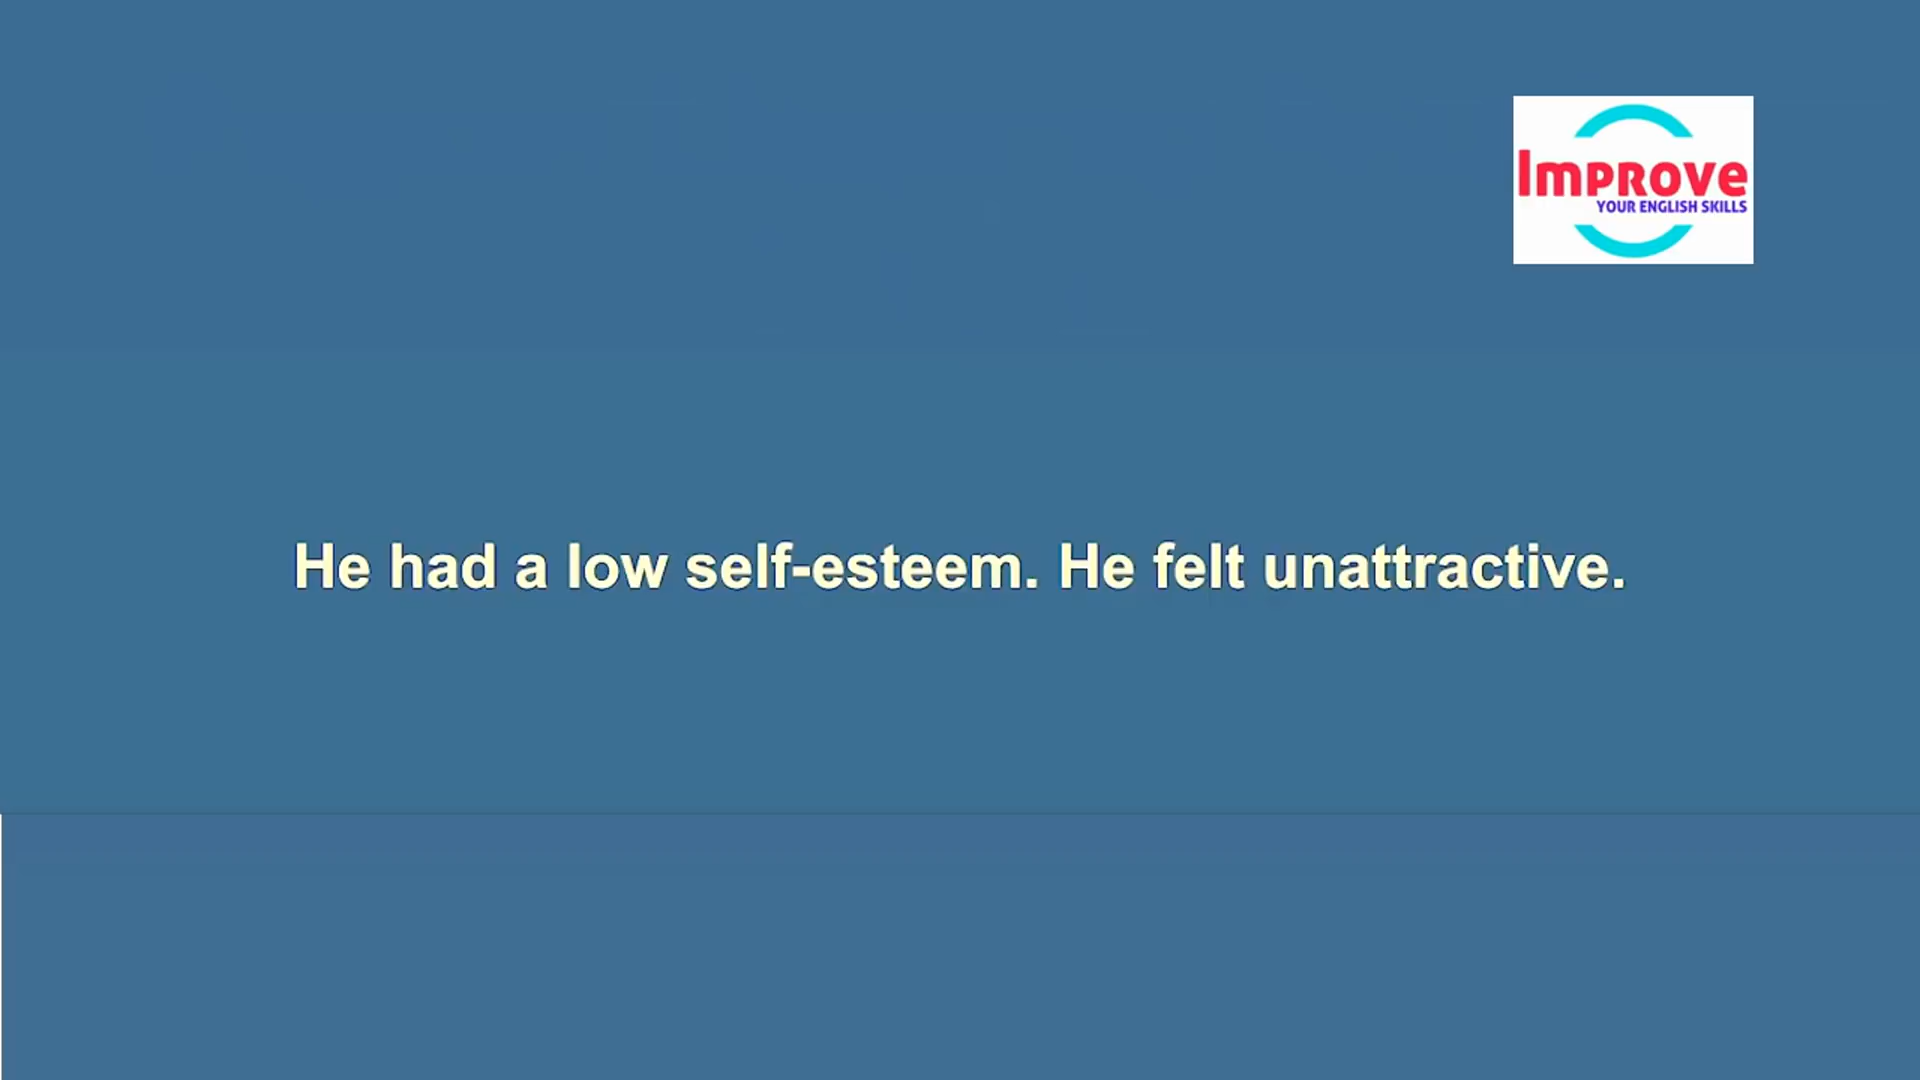 Improve
YOUR ENGLISH SKILLS
He had a low self-esteem. He felt unattractive.